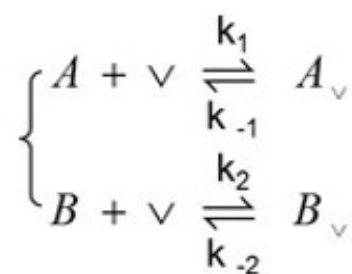 k₁
A + ∨ ⇌ A∨
k₋₁
k₂
B + ∨ ⇌ B∨
k₋₂